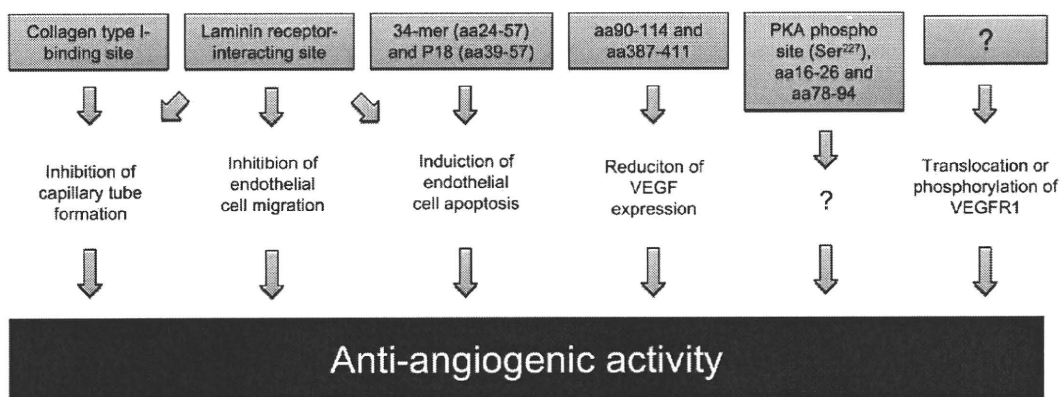 Collagen type I-
binding site
Laminin receptor-
interacting site
34-mer (aa24-57)
and P18 (aa39-57)
aa90-114 and
aa387-411
PKA phospho
site (Ser²²⁷),
aa16-26 and
aa78-94
?
Inhibition of
capillary tube
formation
Inhitibion of
endothelial
cell migration
Induiction of
endothelial
cell apoptosis
Reduciton of
VEGF
expression
?
Translocation or
phosphorylation of
VEGFR1
Anti-angiogenic activity